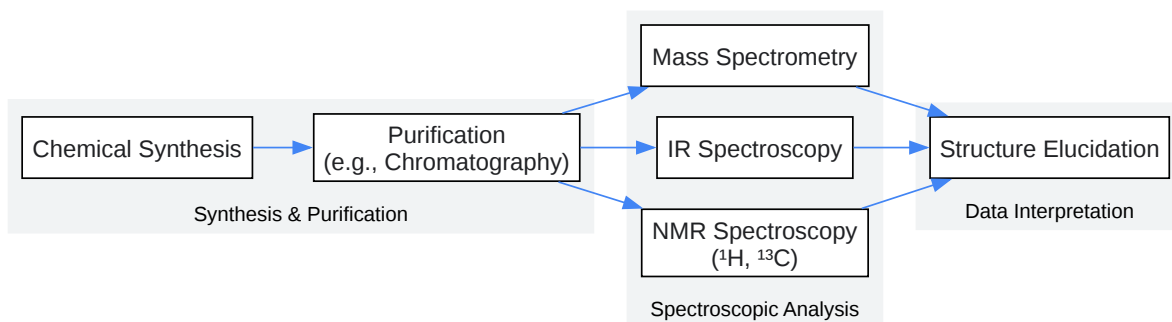 Chemical Synthesis
Purification
(e.g., Chromatography)
Synthesis & Purification
Mass Spectrometry
IR Spectroscopy
NMR Spectroscopy
(¹H, ¹³C)
Spectroscopic Analysis
Structure Elucidation
Data Interpretation